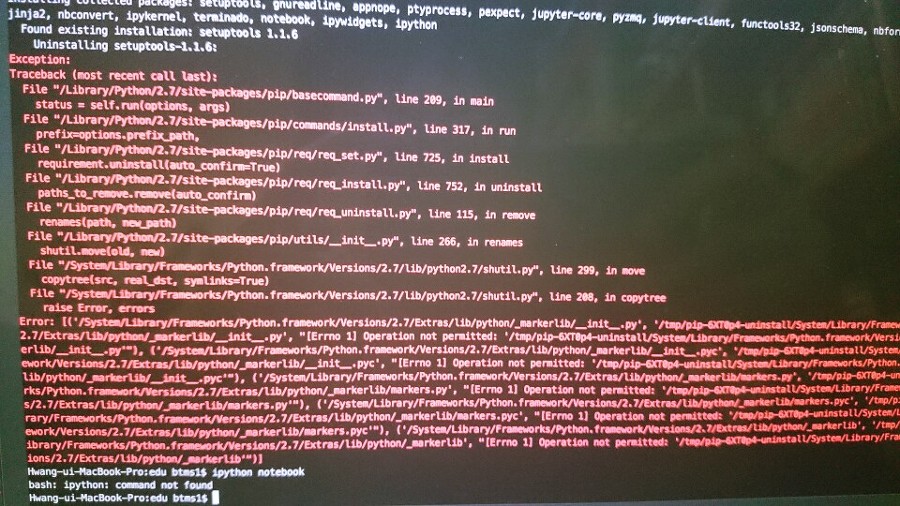 Installing collected packages: setuptools, gnureadline, appnope, ptyprocess, pexpect, jupyter-core, pyzmq, jupyter-client, functools32, jsonschema, nbfor
jinja2, nbconvert, ipykernel, terminado, notebook, ipywidgets, ipython
Found existing installation: setuptools 1.1.6
Uninstalling setuptools-1.1.6:
Exception:
Traceback (most recent call last):
File "/Library/Python/2.7/site-packages/pip/basecommand.py", line 209, in main
status = self.run(options, args)
File "/Library/Python/2.7/site-packages/pip/commands/install.py", line 317, in run
prefix=options.prefix_path,
File "/Library/Python/2.7/site-packages/pip/req/req_set.py", line 725, in install
requirement.uninstall(auto_confirm=True)
File "/Library/Python/2.7/site-packages/pip/req/req_install.py", line 752, in uninstall
paths_to_remove.remove(auto_confirm)
File "/Library/Python/2.7/site-packages/pip/req/req_uninstall.py", line 115, in remove
renames(path, new_path)
File "/Library/Python/2.7/site-packages/pip/utils/__init__.py", line 266, in renames
shutil.move(old, new)
File "/System/Library/Frameworks/Python.framework/Versions/2.7/lib/python2.7/shutil.py", line 299, in move
copytree(src, real_dst, symlinks=True)
File "/System/Library/Frameworks/Python.framework/Versions/2.7/lib/python2.7/shutil.py", line 208, in copytree
raise Error, errors
Error: [('/System/Library/Frameworks/Python.framework/Versions/2.7/Extras/lib/python/_markerlib/__init__.py', '/tmp/pip-6XT0p4-uninstall/System/Library/Framew
2.7/Extras/lib/python/_markerlib/__init__.py', "[Errno 1] Operation not permitted: '/tmp/pip-6XT0p4-uninstall/System/Library/Frameworks/Python.framework/Version
erlib/__init__.py'"), ('/System/Library/Frameworks/Python.framework/Versions/2.7/Extras/lib/python/_markerlib/__init__.pyc', '/tmp/pip-6XT0p4-uninstall/System
ework/Versions/2.7/Extras/lib/python/_markerlib/__init__.pyc', "[Errno 1] Operation not permitted: '/tmp/pip-6XT0p4-uninstall/System/Library/Frameworks/Python.
lib/python/_markerlib/__init__.pyc'"), ('/System/Library/Frameworks/Python.framework/Versions/2.7/Extras/lib/python/_markerlib/markers.py',
rks/Python.framework/Versions/2.7/Extras/lib/python/_markerlib/markers.py', "[Errno 1] Operation not permitted: '/tmp/pip-6XT0p4-uninstall/System/Library/Frame
s/2.7/Extras/lib/python/_markerlib/markers.py'"), ('/System/Library/Frameworks/Python.framework/Versions/2.7/Extras/lib/python/_markerlib/markers.pyc',
rary/Frameworks/Python.framework/Versions/2.7/Extras/lib/python/_markerlib/markers.pyc', "[Errno 1] Operation not permitted: '/tmp/pip-6XT0p4-uninstall/System/L
ework/Versions/2.7/Extras/lib/python/_markerlib/markers.pyc'"), ('/System/Library/Frameworks/Python.framework/Versions/2.7/Extras/lib/python/_markerlib',
ibrary/Frameworks/Python.framework/Versions/2.7/Extras/lib/python/_markerlib', "[Errno 1] Operation not permitted: '/tmp/pip-6XT0p4-uninstall/System/Library/Fram
ions/2.7/Extras/lib/python/_markerlib'")]
Hwang-ui-MacBook-Pro:edu btms1$ ipython notebook
bash: ipython: command not found
Hwang-ui-MacBook-Pro:edu btms1$